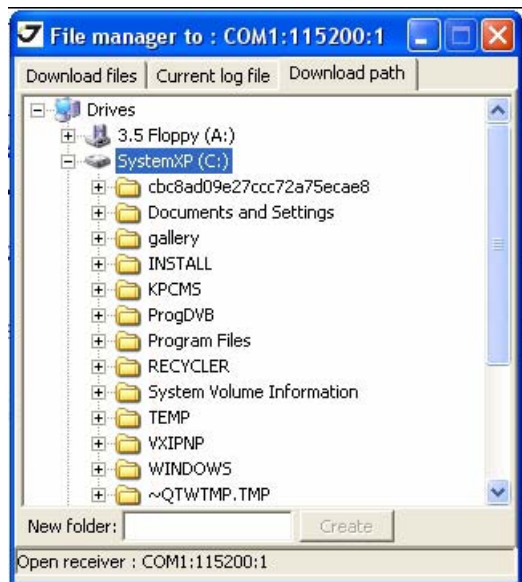 File manager to : COM1:115200:1
Download files Current log file Download path
Drives
3.5 Floppy (A:)
SystemXP (C:)
cbc8ad09e27ccc72a75ecae8
Documents and Settings
gallery
INSTALL
KPCMS
ProgDVB
Program Files
RECYCLER
System Volume Information
TEMP
VXIPNP
WINDOWS
~QTWTMP.TMP
New folder: Create
Open receiver : COM1:115200:1